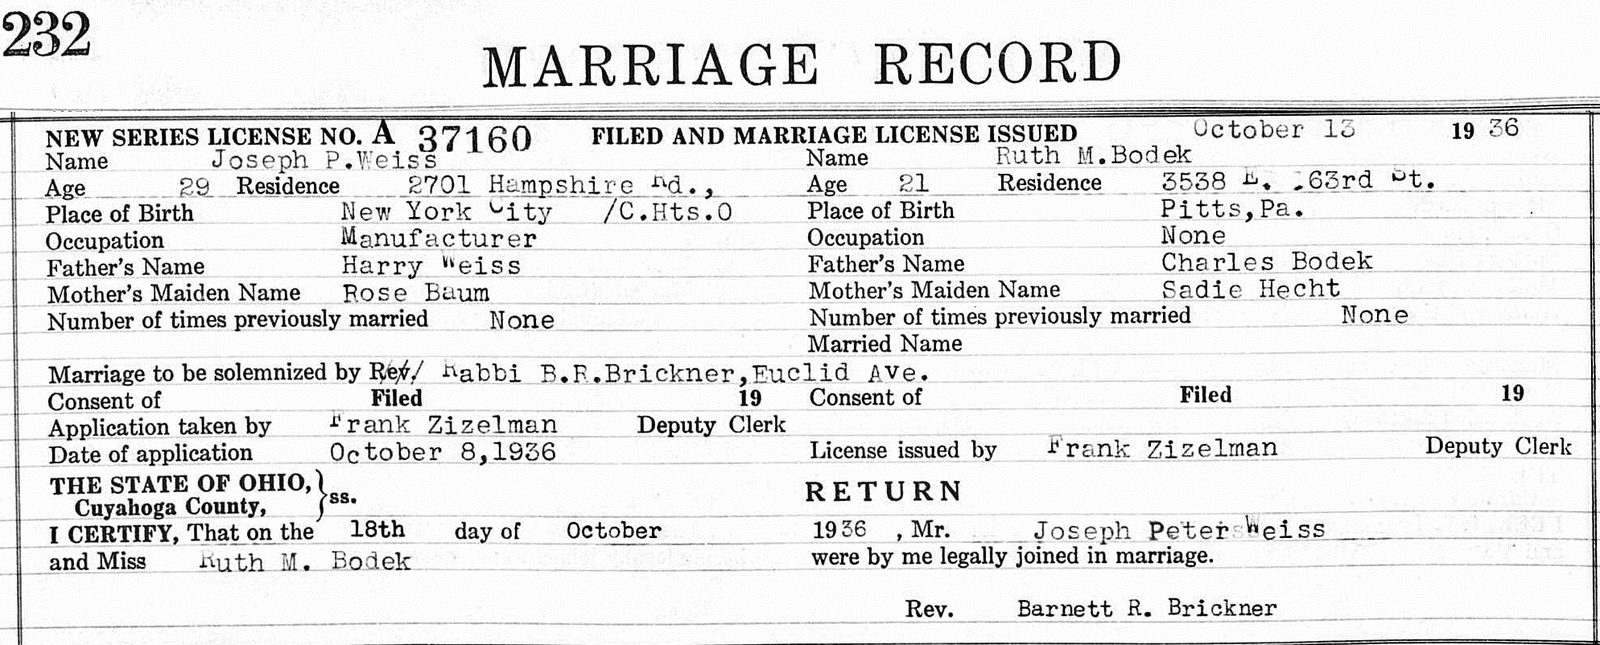 232
MARRIAGE RECORD
NEW SERIES LICENSE NO. A 37160 FILED AND MARRIAGE LICENSE ISSUED October 13 19 36
Name Joseph P.Weiss Name Ruth M.Bodek
Age 29 Residence 2701 Hampshire Rd., Age 21 Residence 3538 E. 163rd St.
Place of Birth New York City /C.Hts.O Place of Birth Pitts,Pa.
Occupation Manufacturer Occupation None
Father's Name Harry Weiss Father's Name Charles Bodek
Mother's Maiden Name Rose Baum Mother's Maiden Name Sadie Hecht
Number of times previously married None Number of times previously married None
Married Name
Marriage to be solemnized by Rev/ Rabbi B.R.Brickner,Euclid Ave.
Consent of Filed 19 Consent of Filed 19
Application taken by Frank Zizelman Deputy Clerk
Date of application October 8,1936 License issued by Frank Zizelman Deputy Clerk
THE STATE OF OHIO, } ss. RETURN
Cuyahoga County,
I CERTIFY, That on the 18th day of October 1936 , Mr. Joseph Peter Weiss
and Miss Ruth M. Bodek were by me legally joined in marriage.
Rev. Barnett R. Brickner